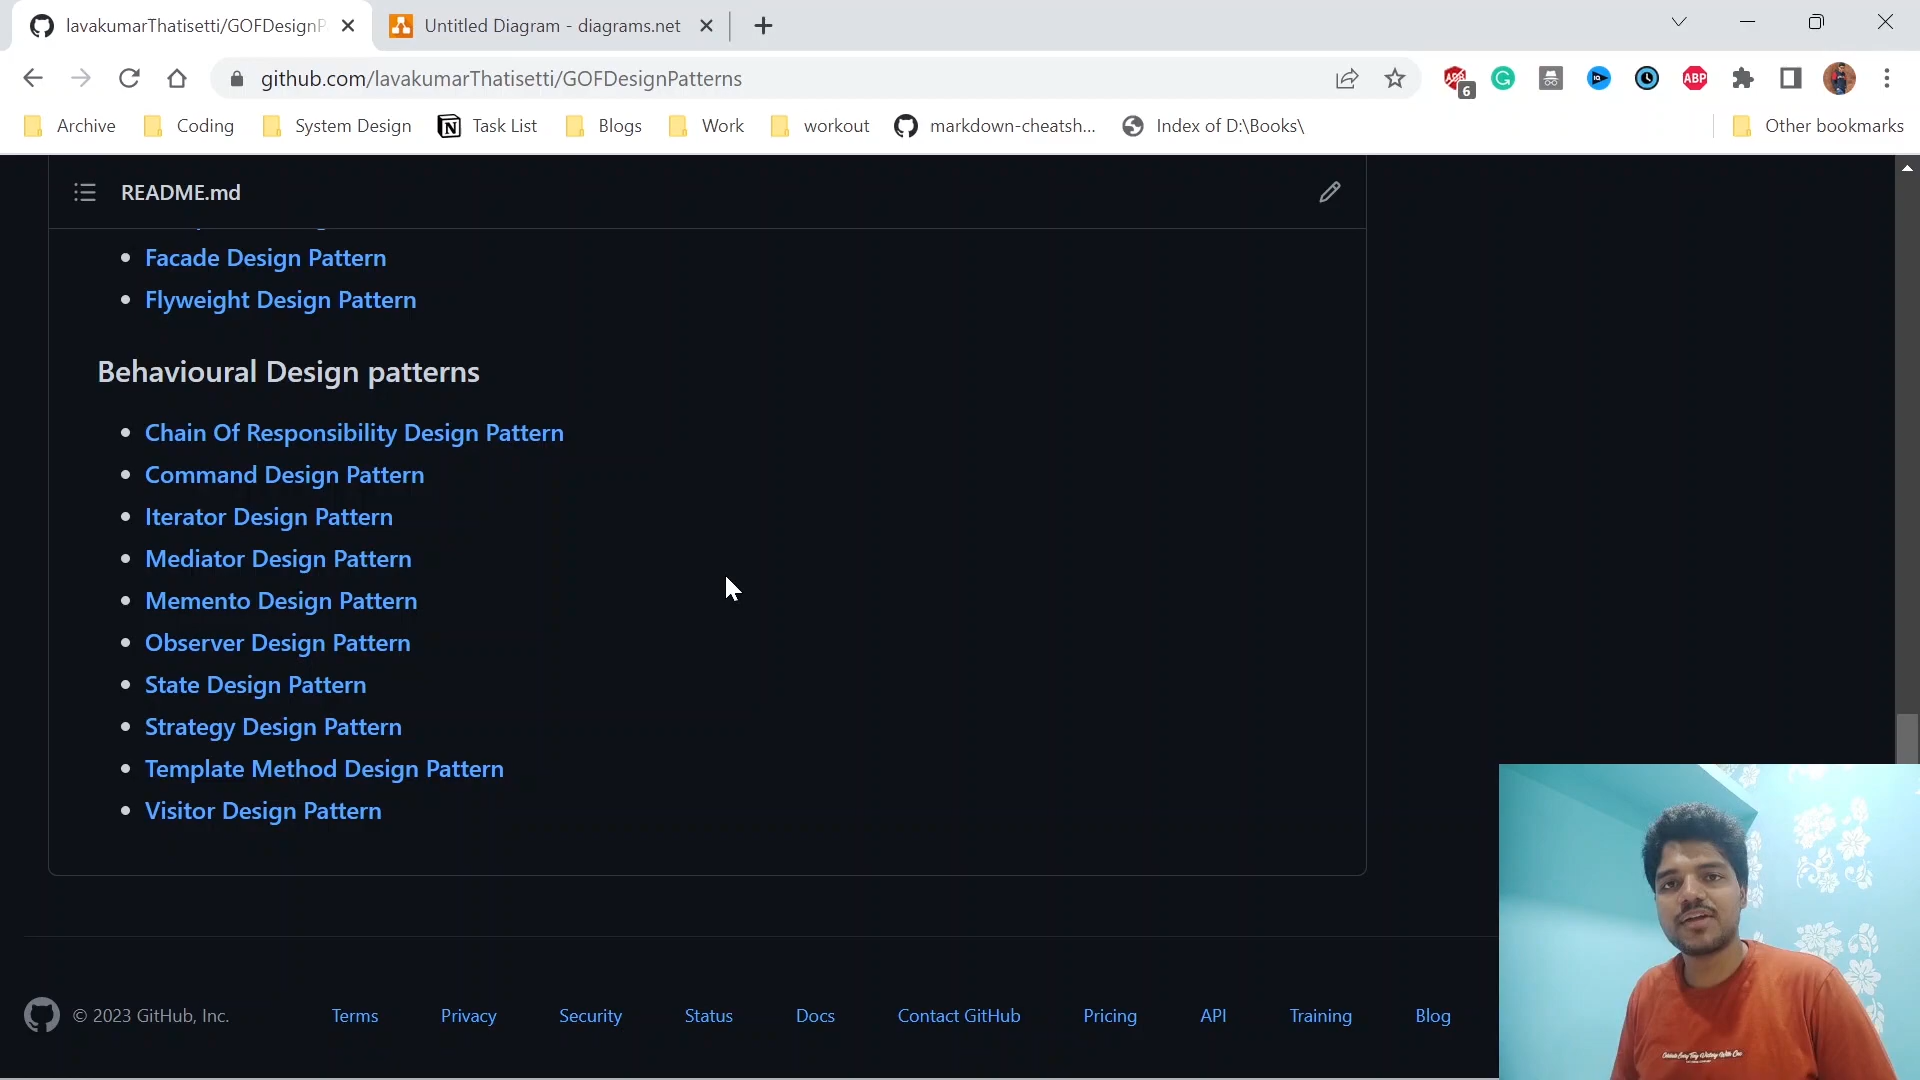 lavakumarThatisetti/GOFDesignP
Untitled Diagram - diagrams.net
github.com/lavakumarThatisetti/GOFDesignPatterns
6
ABP
Archive
Coding
System Design
Task List
Blogs
Work
workout
markdown-cheatsh...
Index of D:\Books\
Other bookmarks
README.md
Facade Design Pattern
Flyweight Design Pattern
Behavioural Design patterns
Chain Of Responsibility Design Pattern
Command Design Pattern
Iterator Design Pattern
Mediator Design Pattern
Memento Design Pattern
Observer Design Pattern
State Design Pattern
Strategy Design Pattern
Template Method Design Pattern
Visitor Design Pattern
© 2023 GitHub, Inc.
Terms
Privacy
Security
Status
Docs
Contact GitHub
Pricing
API
Training
Blog